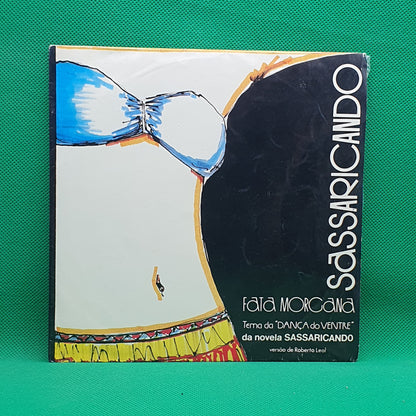 SASSARICANDO
FATA MORGANA
Tema da "DANÇA do VENTRE"
da novela SASSARICANDO
versão de Roberto Leal